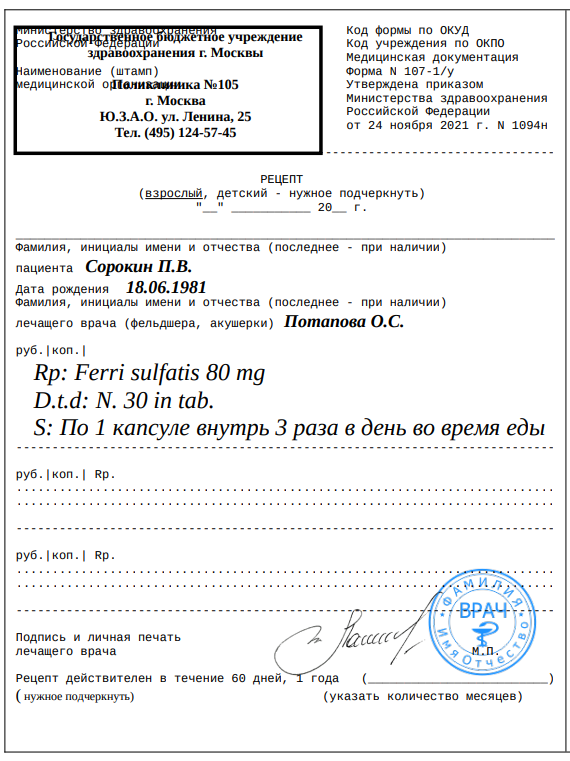 Министерство здравоохранения
Российской Федерации
Наименование (штамп)
медицинской организации
Государственное бюджетное учреждение
здравоохранения г. Москвы
Поликлиника №105
г. Москва
Ю.З.А.О. ул. Ленина, 25
Тел. (495) 124-57-45
Код формы по ОКУД
Код учреждения по ОКПО
Медицинская документация
Форма N 107-1/у
Утверждена приказом
Министерства здравоохранения
Российской Федерации
от 24 ноября 2021 г. N 1094н
РЕЦЕПТ
(взрослый, детский - нужное подчеркнуть)
"__" ___________ 20__ г.
Фамилия, инициалы имени и отчества (последнее - при наличии)
пациента Сорокин П.В.
Дата рождения 18.06.1981
Фамилия, инициалы имени и отчества (последнее - при наличии)
лечащего врача (фельдшера, акушерки) Потапова О.С.
руб.|коп.|
Rp: Ferri sulfatis 80 mg
D.t.d: N. 30 in tab.
S: По 1 капсуле внутрь 3 раза в день во время еды
руб.|коп.| Rp.
руб.|коп.| Rp.
ФАМИЛИЯ
ВРАЧ
Имя Отчество
Подпись и личная печать
лечащего врача М.П.
Рецепт действителен в течение 60 дней, 1 года (_________________________)
( нужное подчеркнуть) (указать количество месяцев)